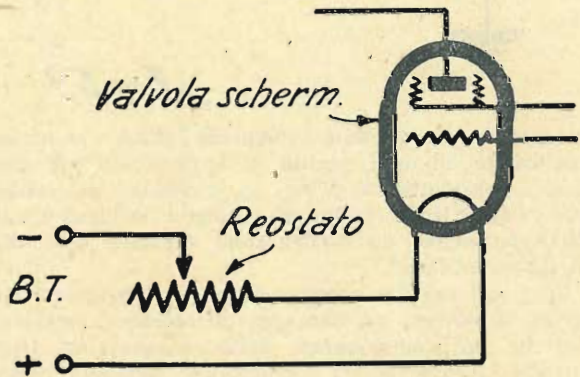 Valvola scherm.
Reostato
-
B.T.
+